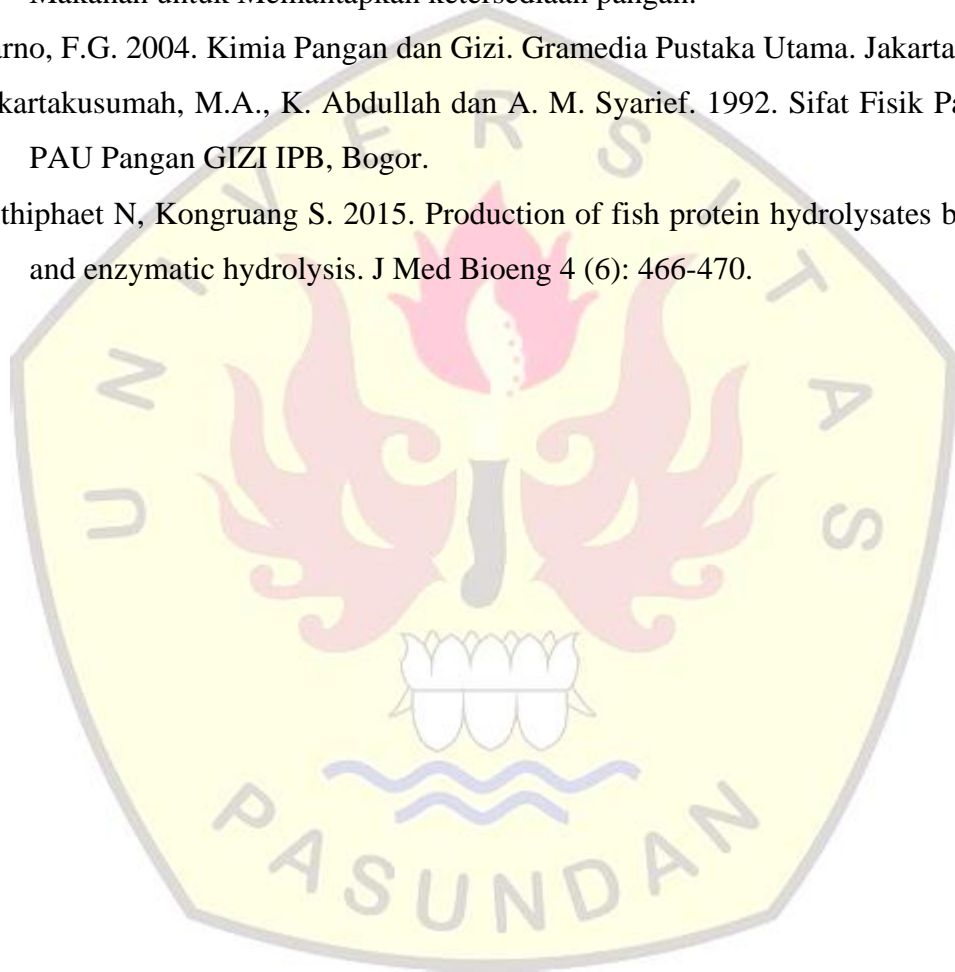 Makanan untuk Memantapkan ketersediaan pangan.
arno, F.G. 2004. Kimia Pangan dan Gizi. Gramedia Pustaka Utama. Jakarta
kartakusumah, M.A., K. Abdullah dan A. M. Syarief. 1992. Sifat Fisik Pa
PAU Pangan GIZI IPB, Bogor.
thiphaet N, Kongruang S. 2015. Production of fish protein hydrolysates b
and enzymatic hydrolysis. J Med Bioeng 4 (6): 466-470.
UNIVERSITAS
PASUNDAN